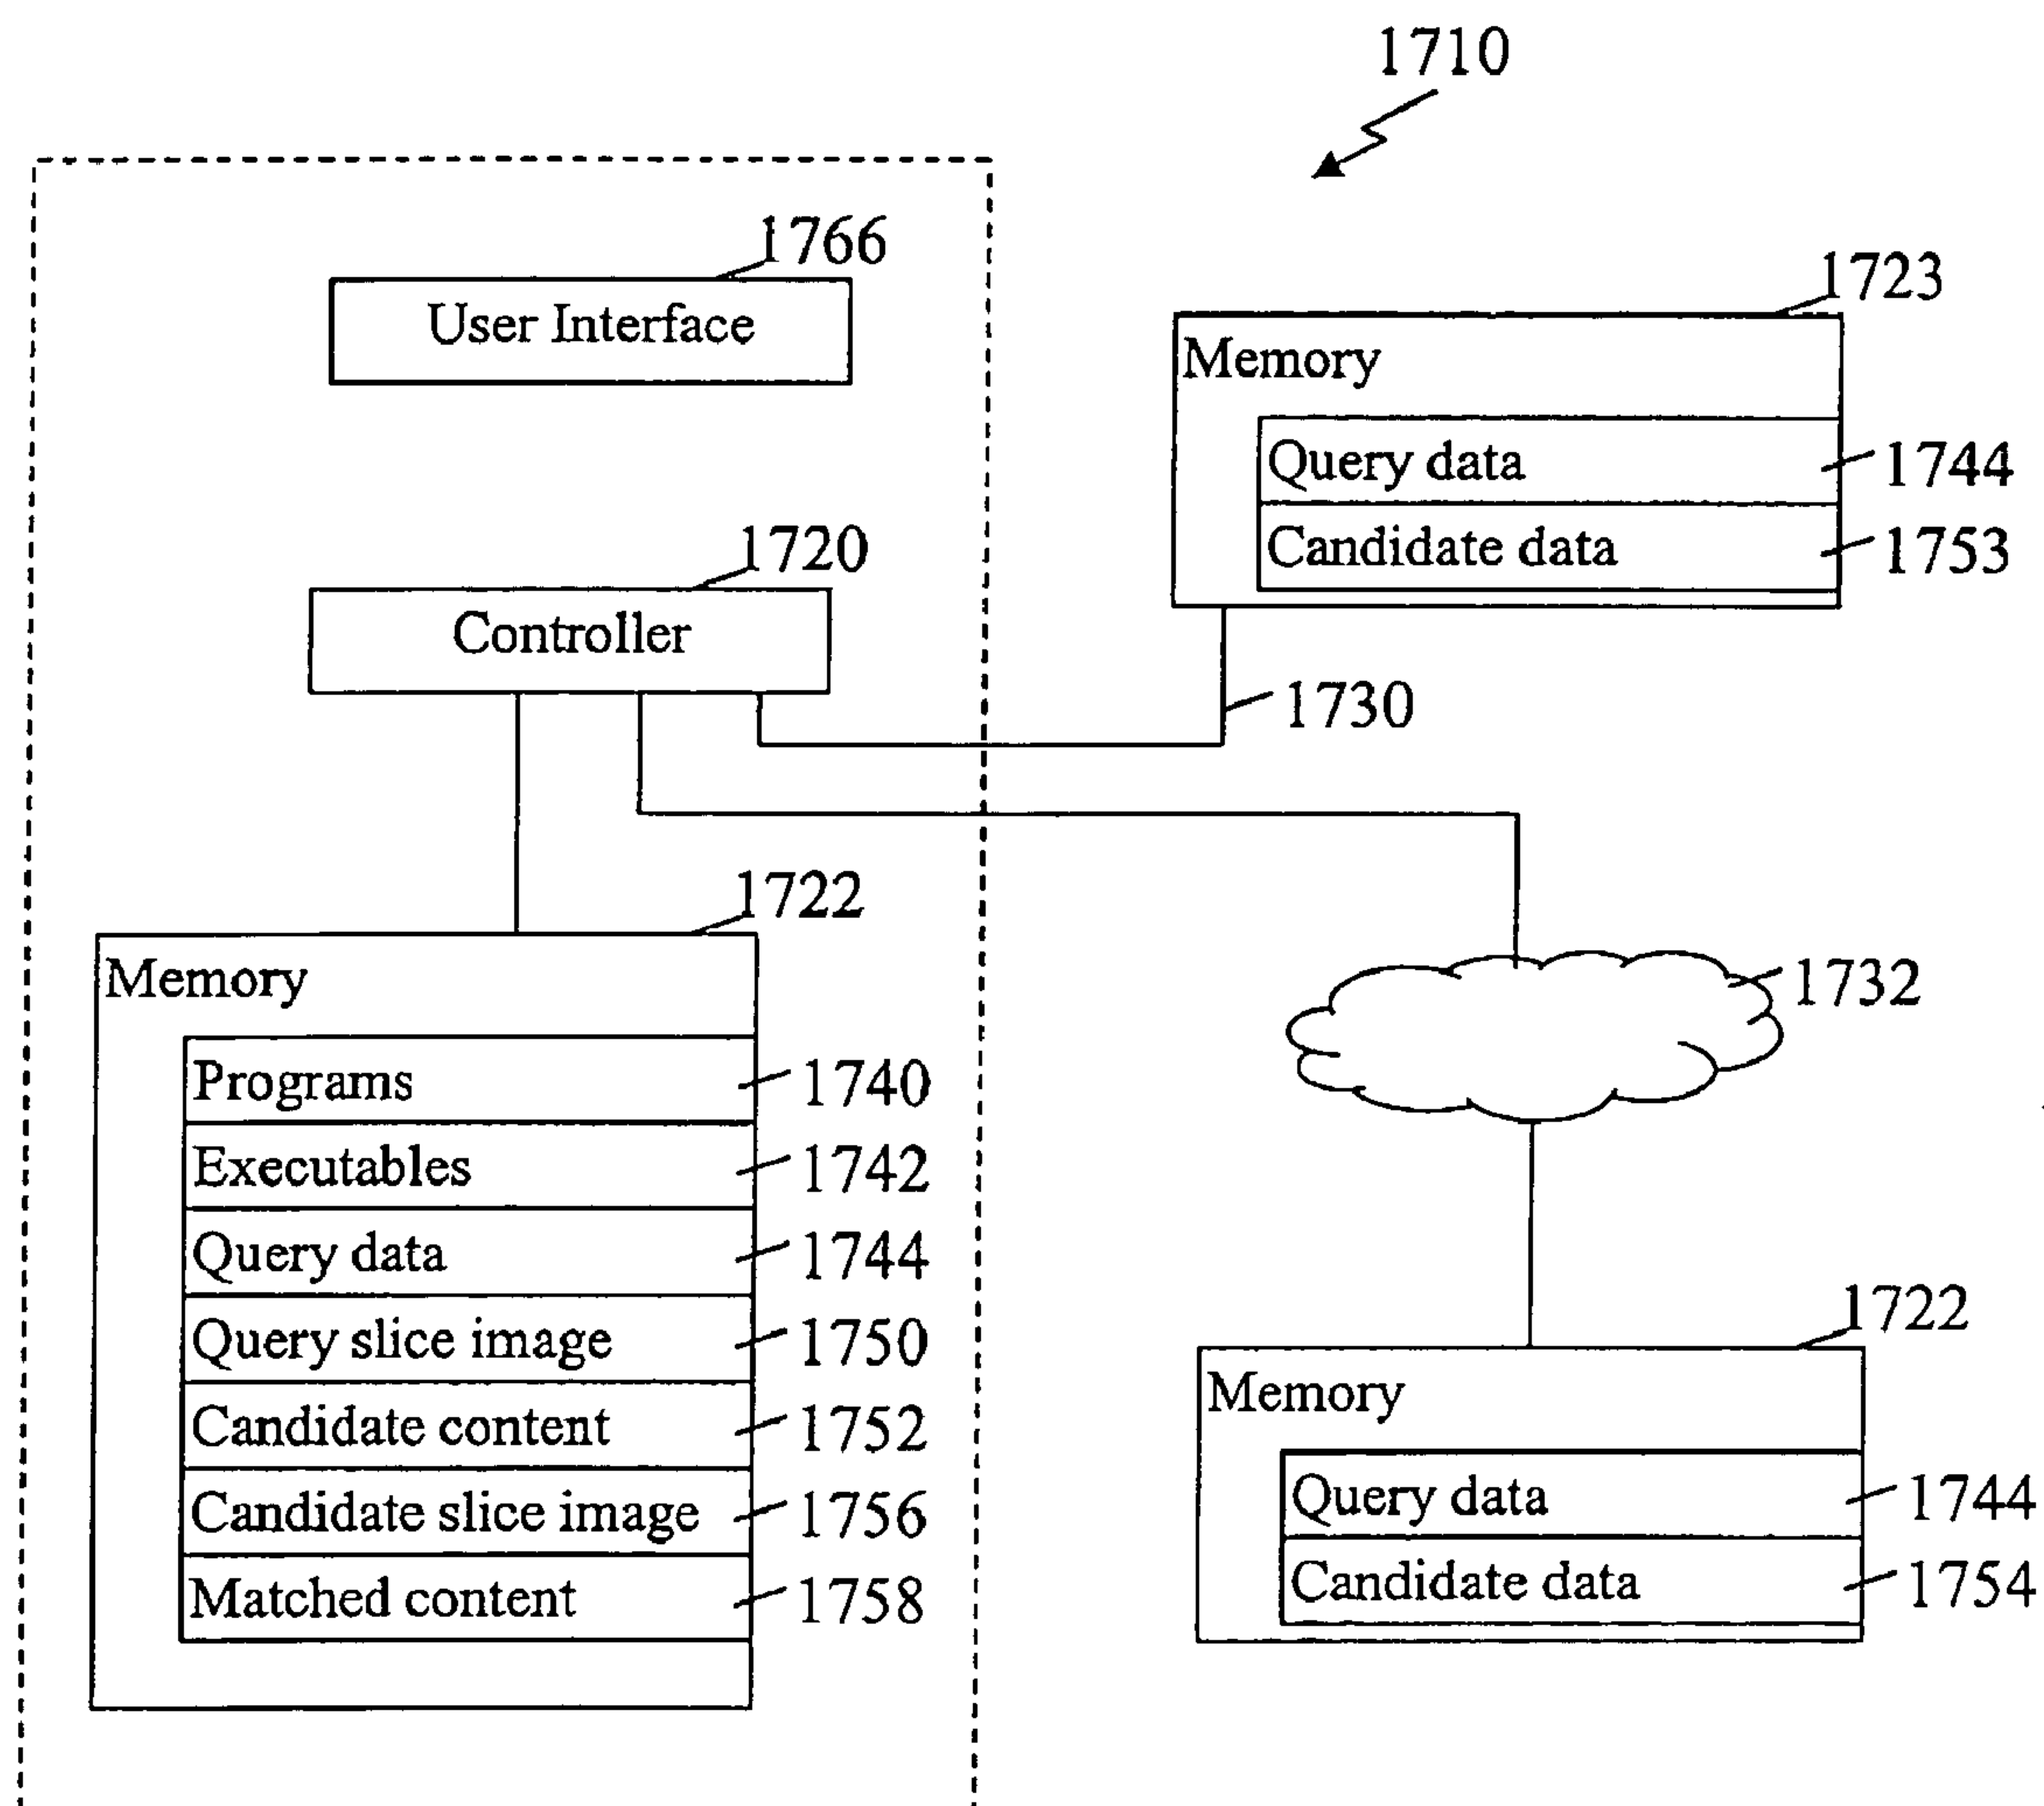 1710
1766
User Interface
1723
Memory
Query data 1744
Candidate data 1753
1720
Controller
1730
1722
Memory
Programs 1740
Executables 1742
Query data 1744
Query slice image 1750
Candidate content 1752
Candidate slice image 1756
Matched content 1758
1732
1722
Memory
Query data 1744
Candidate data 1754